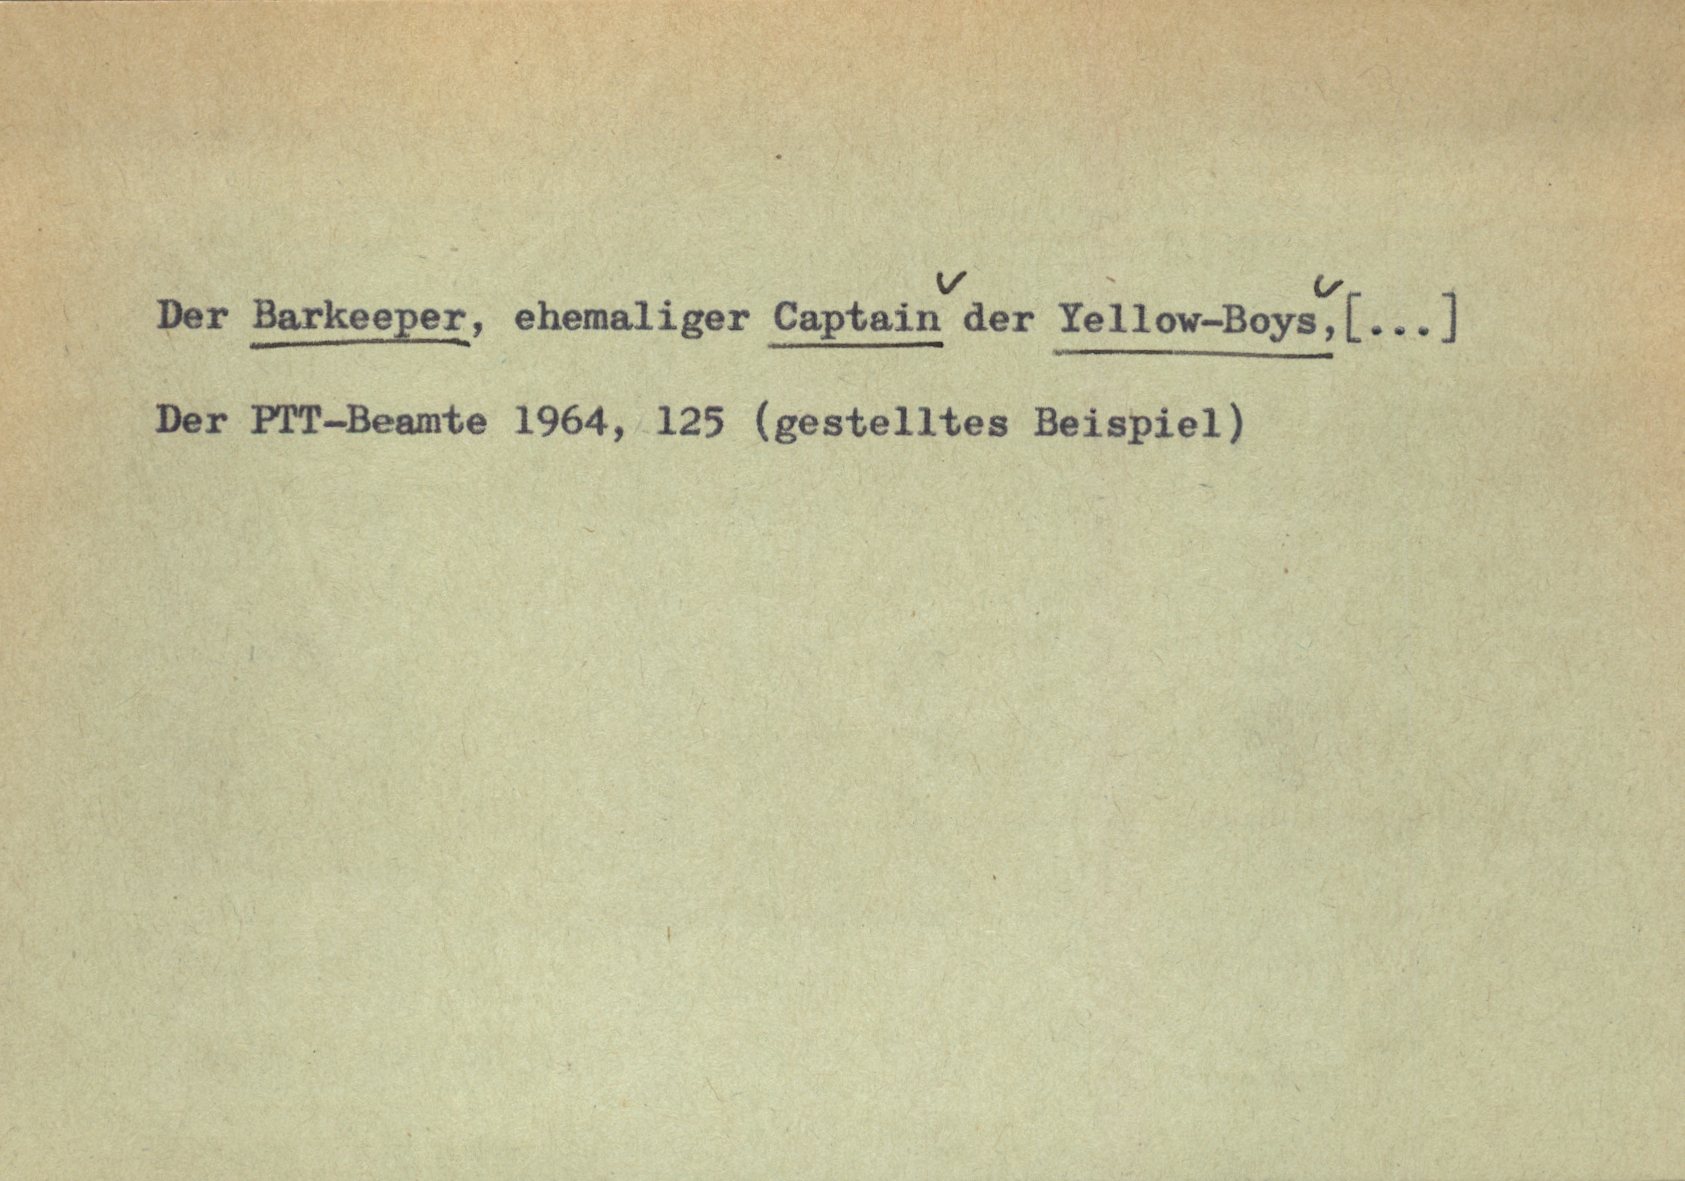 Der Barkeeper, ehemaliger Captain der Yellow-Boys,[...]
Der PTT-Beamte 1964, 125 (gestelltes Beispiel)